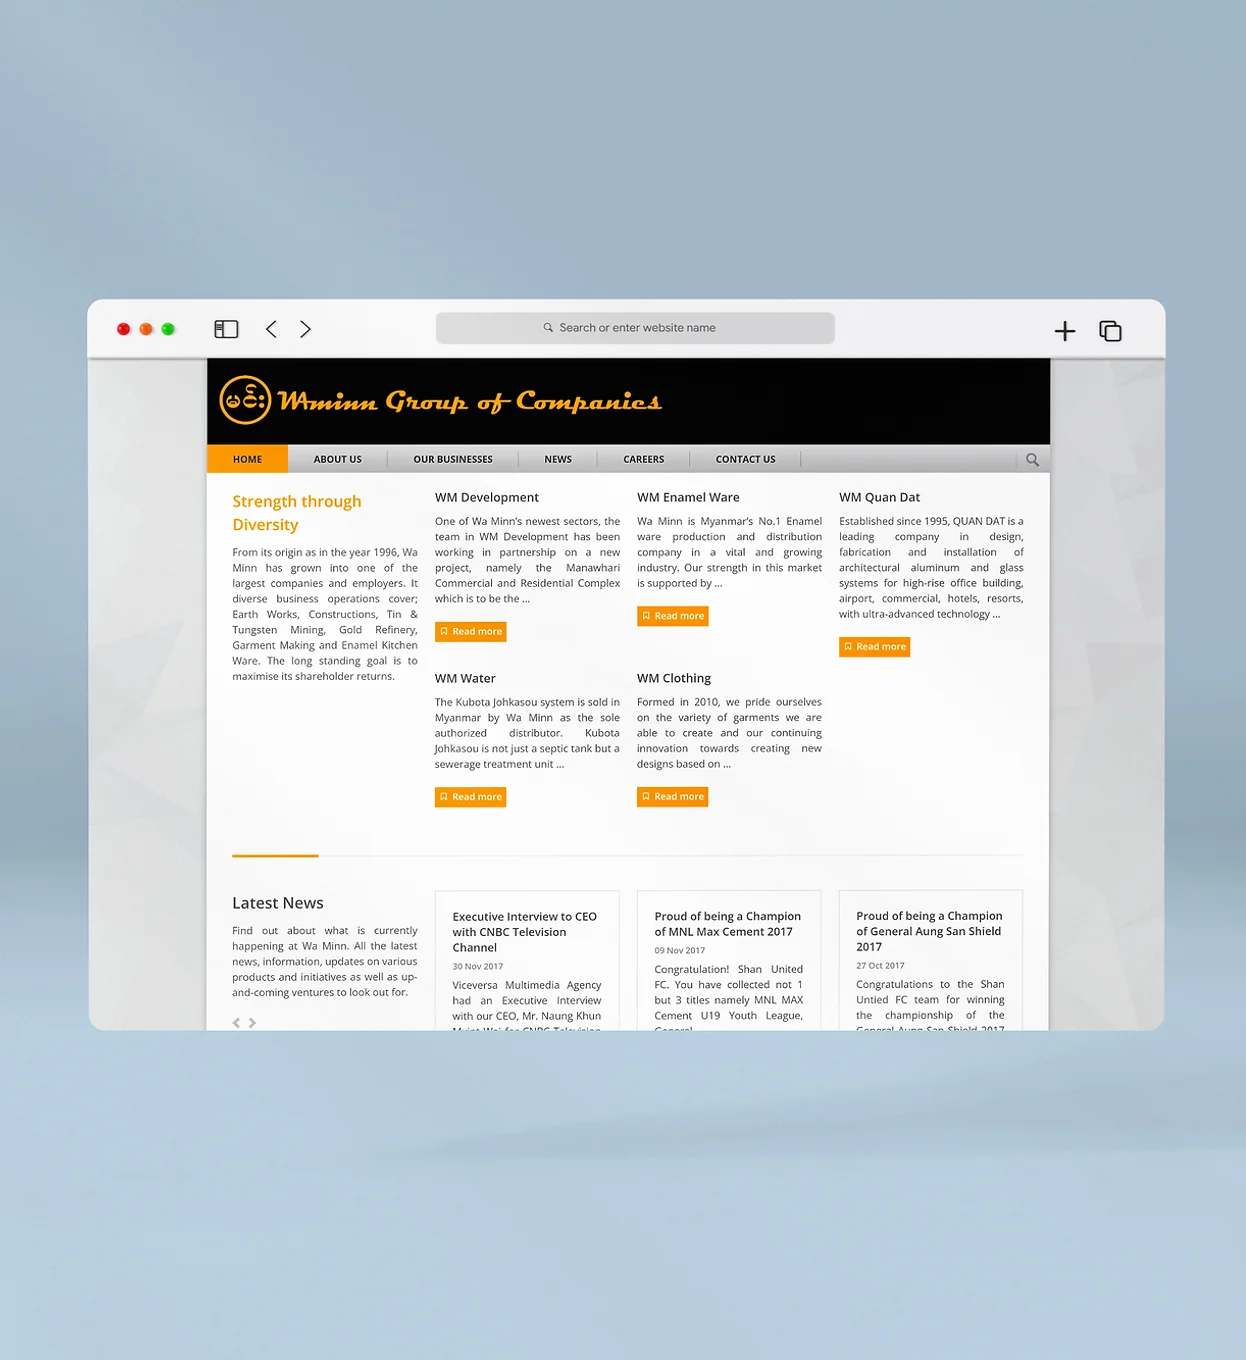 Search or enter website name
မင်း
Waminn Group of Companies
HOME
ABOUT US
OUR BUSINESSES
NEWS
CAREERS
CONTACT US
Strength through
Diversity
From its origin as in the year 1996, Wa
Minn has grown into one of the
largest companies and employers. It
diverse business operations cover;
Earth Works, Constructions, Tin &
Tungsten Mining, Gold Refinery,
Garment Making and Enamel Kitchen
Ware. The long standing goal is to
maximise its shareholder returns.
WM Development
One of Wa Minn's newest sectors, the
team in WM Development has been
working in partnership on a new
project, namely the Manawhari
Commercial and Residential Complex
which is to be the ...
Read more
WM Enamel Ware
Wa Minn is Myanmar's No.1 Enamel
ware production and distribution
company in a vital and growing
industry. Our strength in this market
is supported by ...
Read more
WM Quan Dat
Established since 1995, QUAN DAT is a
leading company in design,
fabrication and installation of
architectural aluminum and glass
systems for high-rise office building,
airport, commercial, hotels, resorts,
with ultra-advanced technology ...
Read more
WM Water
The Kubota Johkasou system is sold in
Myanmar by Wa Minn as the sole
authorized distributor. Kubota
Johkasou is not just a septic tank but a
sewerage treatment unit ...
Read more
WM Clothing
Formed in 2010, we pride ourselves
on the variety of garments we are
able to create and our continuing
innovation towards creating new
designs based on ...
Read more
Latest News
Find out about what is currently
happening at Wa Minn. All the latest
news, information, updates on various
products and initiatives as well as up-
and-coming ventures to look out for.
Executive Interview to CEO
with CNBC Television
Channel
30 Nov 2017
Viceversa Multimedia Agency
had an Executive Interview
with our CEO, Mr. Naung Khun
Myint Wai for CNBC Television
Proud of being a Champion
of MNL Max Cement 2017
09 Nov 2017
Congratulation! Shan United
FC. You have collected not 1
but 3 titles namely MNL MAX
Cement U19 Youth League,
General
Proud of being a Champion
of General Aung San Shield
2017
27 Oct 2017
Congratulations to the Shan
Untied FC team for winning
the championship of the
General Aung San Shield 2017